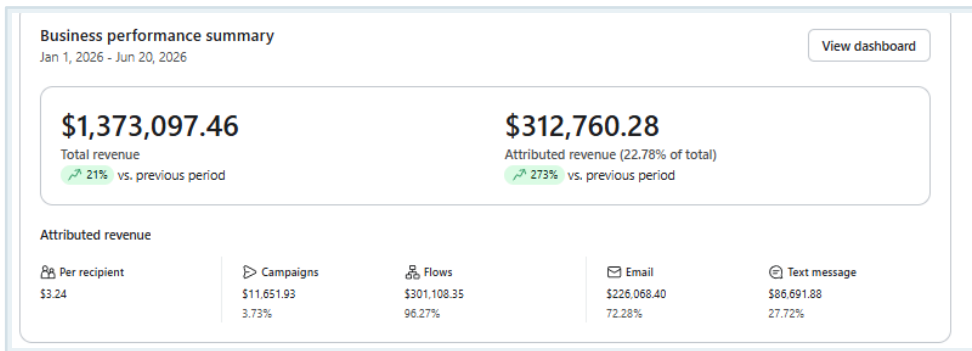 Business performance summary
Jan 1, 2026 - Jun 20, 2026
View dashboard
$1,373,097.46
Total revenue
21% vs. previous period
$312,760.28
Attributed revenue (22.78% of total)
273% vs. previous period
Attributed revenue
Per recipient
$3.24
Campaigns
$11,651.93
3.73%
Flows
$301,108.35
96.27%
Email
$226,068.40
72.28%
Text message
$86,691.88
27.72%